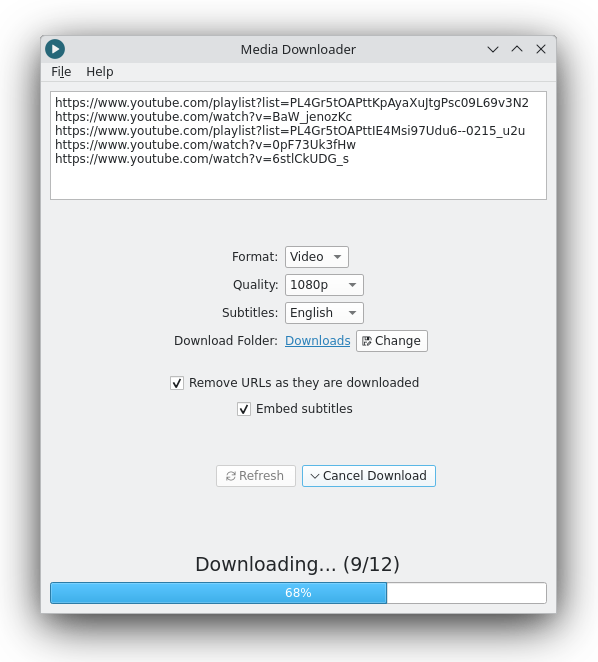 Media Downloader
File Help
https://www.youtube.com/playlist?list=PL4Gr5tOAPttKpAyaXuJtgPsc09L69v3N2
https://www.youtube.com/watch?v=BaW_jenozKc
https://www.youtube.com/playlist?list=PL4Gr5tOAPttIE4Msi97Udu6--0215_u2u
https://www.youtube.com/watch?v=0pF73Uk3fHw
https://www.youtube.com/watch?v=6stlCkUDG_s
Format: Video
Quality: 1080p
Subtitles: English
Download Folder: Downloads Change
Remove URLs as they are downloaded
Embed subtitles
Refresh Cancel Download
Downloading... (9/12)
68%